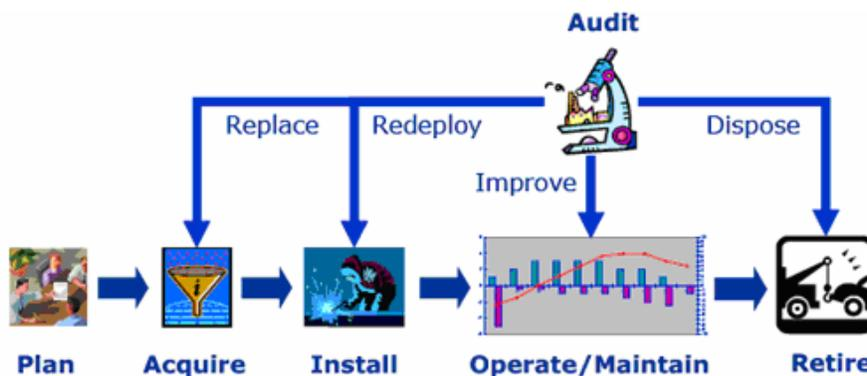 Audit
Replace
Redeploy
Dispose
Improve
Plan
Acquire
Install
Operate/Maintain
Retire